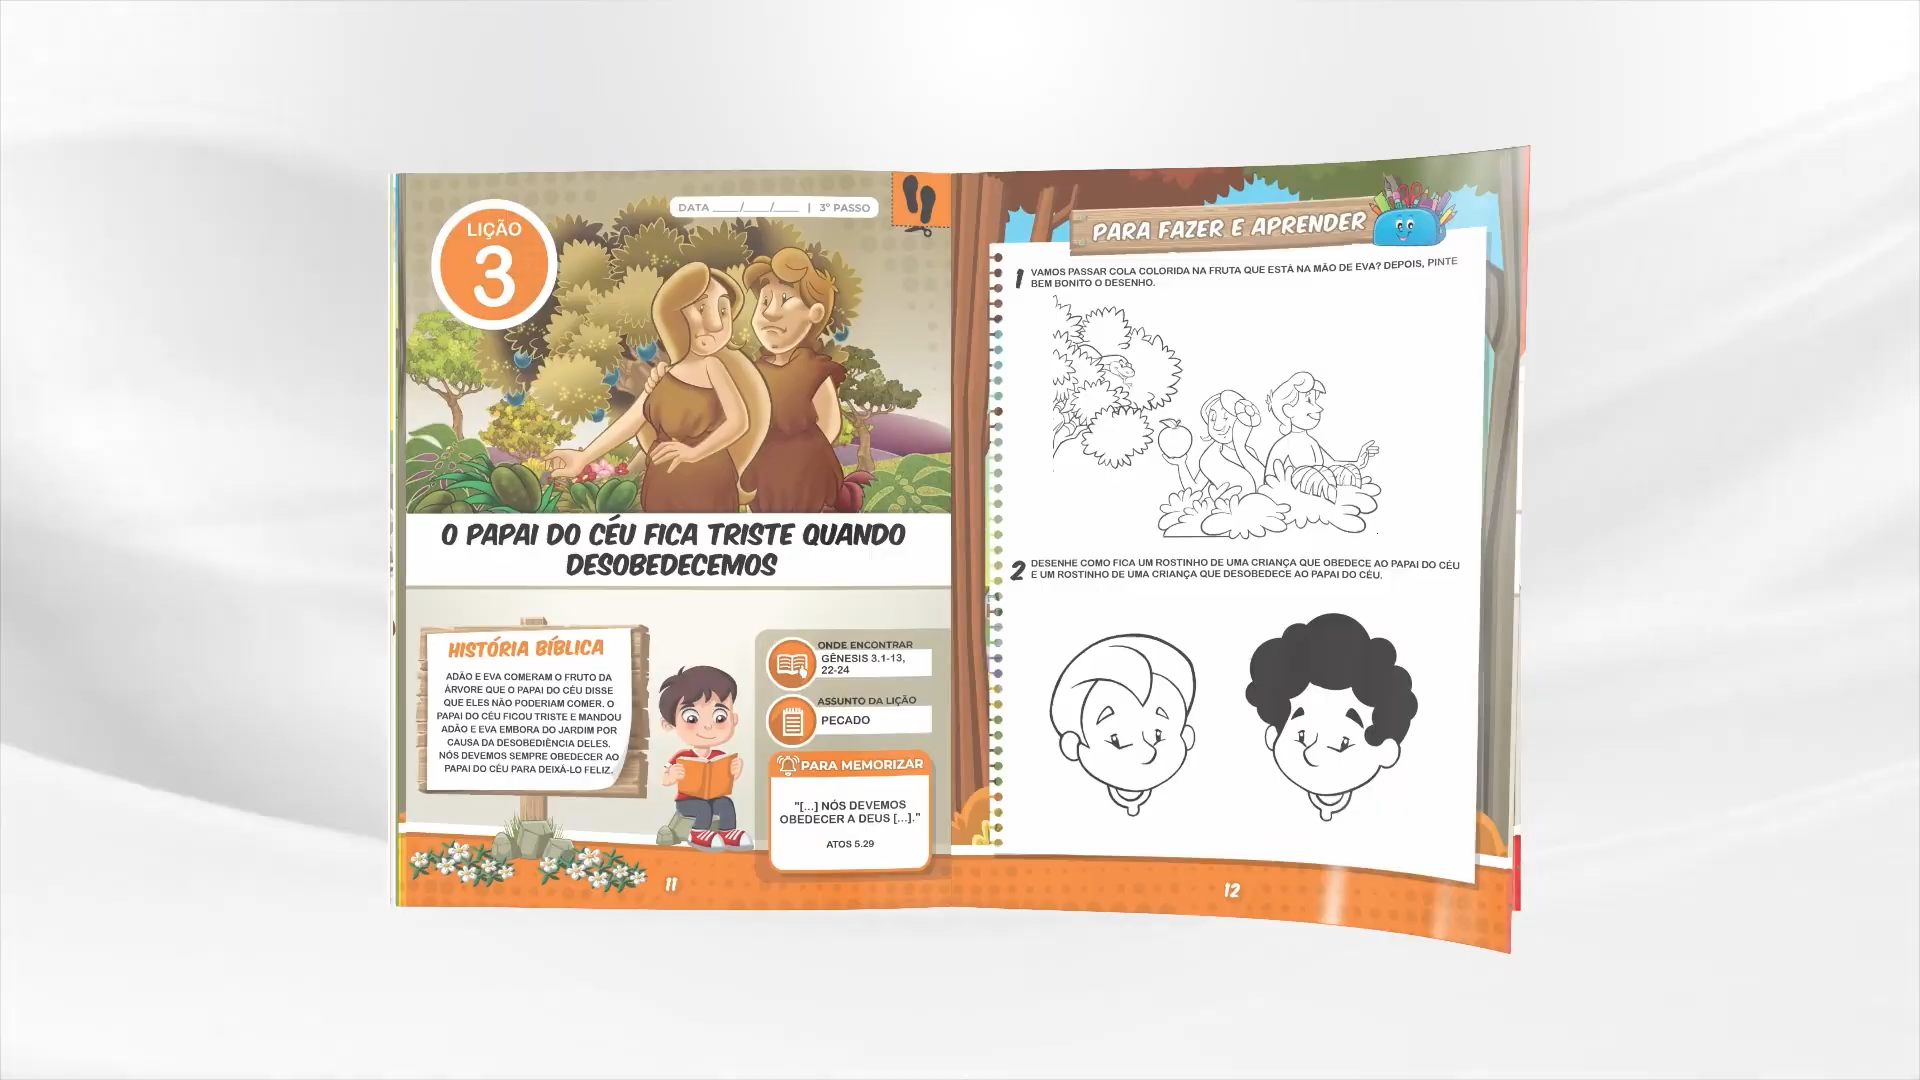 LIÇÃO
3
DATA ____/____/____ | 3º PASSO
O PAPAI DO CÉU FICA TRISTE QUANDO
DESOBEDECEMOS
HISTÓRIA BÍBLICA
ADÃO E EVA COMERAM O FRUTO DA
ÁRVORE QUE O PAPAI DO CÉU DISSE
QUE ELES NÃO PODERIAM COMER. O
PAPAI DO CÉU FICOU TRISTE E MANDOU
ADÃO E EVA EMBORA DO JARDIM POR
CAUSA DA DESOBEDIÊNCIA DELES.
NÓS DEVEMOS SEMPRE OBEDECER AO
PAPAI DO CÉU PARA DEIXÁ-LO FELIZ.
ONDE ENCONTRAR
GÊNESIS 3.1-13,
22-24
ASSUNTO DA LIÇÃO
PECADO
PARA MEMORIZAR
"[...] NÓS DEVEMOS
OBEDECER A DEUS [...]."
ATOS 5.29
11
PARA FAZER E APRENDER
1 VAMOS PASSAR COLA COLORIDA NA FRUTA QUE ESTÁ NA MÃO DE EVA? DEPOIS, PINTE
BEM BONITO O DESENHO.
2 DESENHE COMO FICA UM ROSTINHO DE UMA CRIANÇA QUE OBEDECE AO PAPAI DO CÉU
E UM ROSTINHO DE UMA CRIANÇA QUE DESOBEDECE AO PAPAI DO CÉU.
12